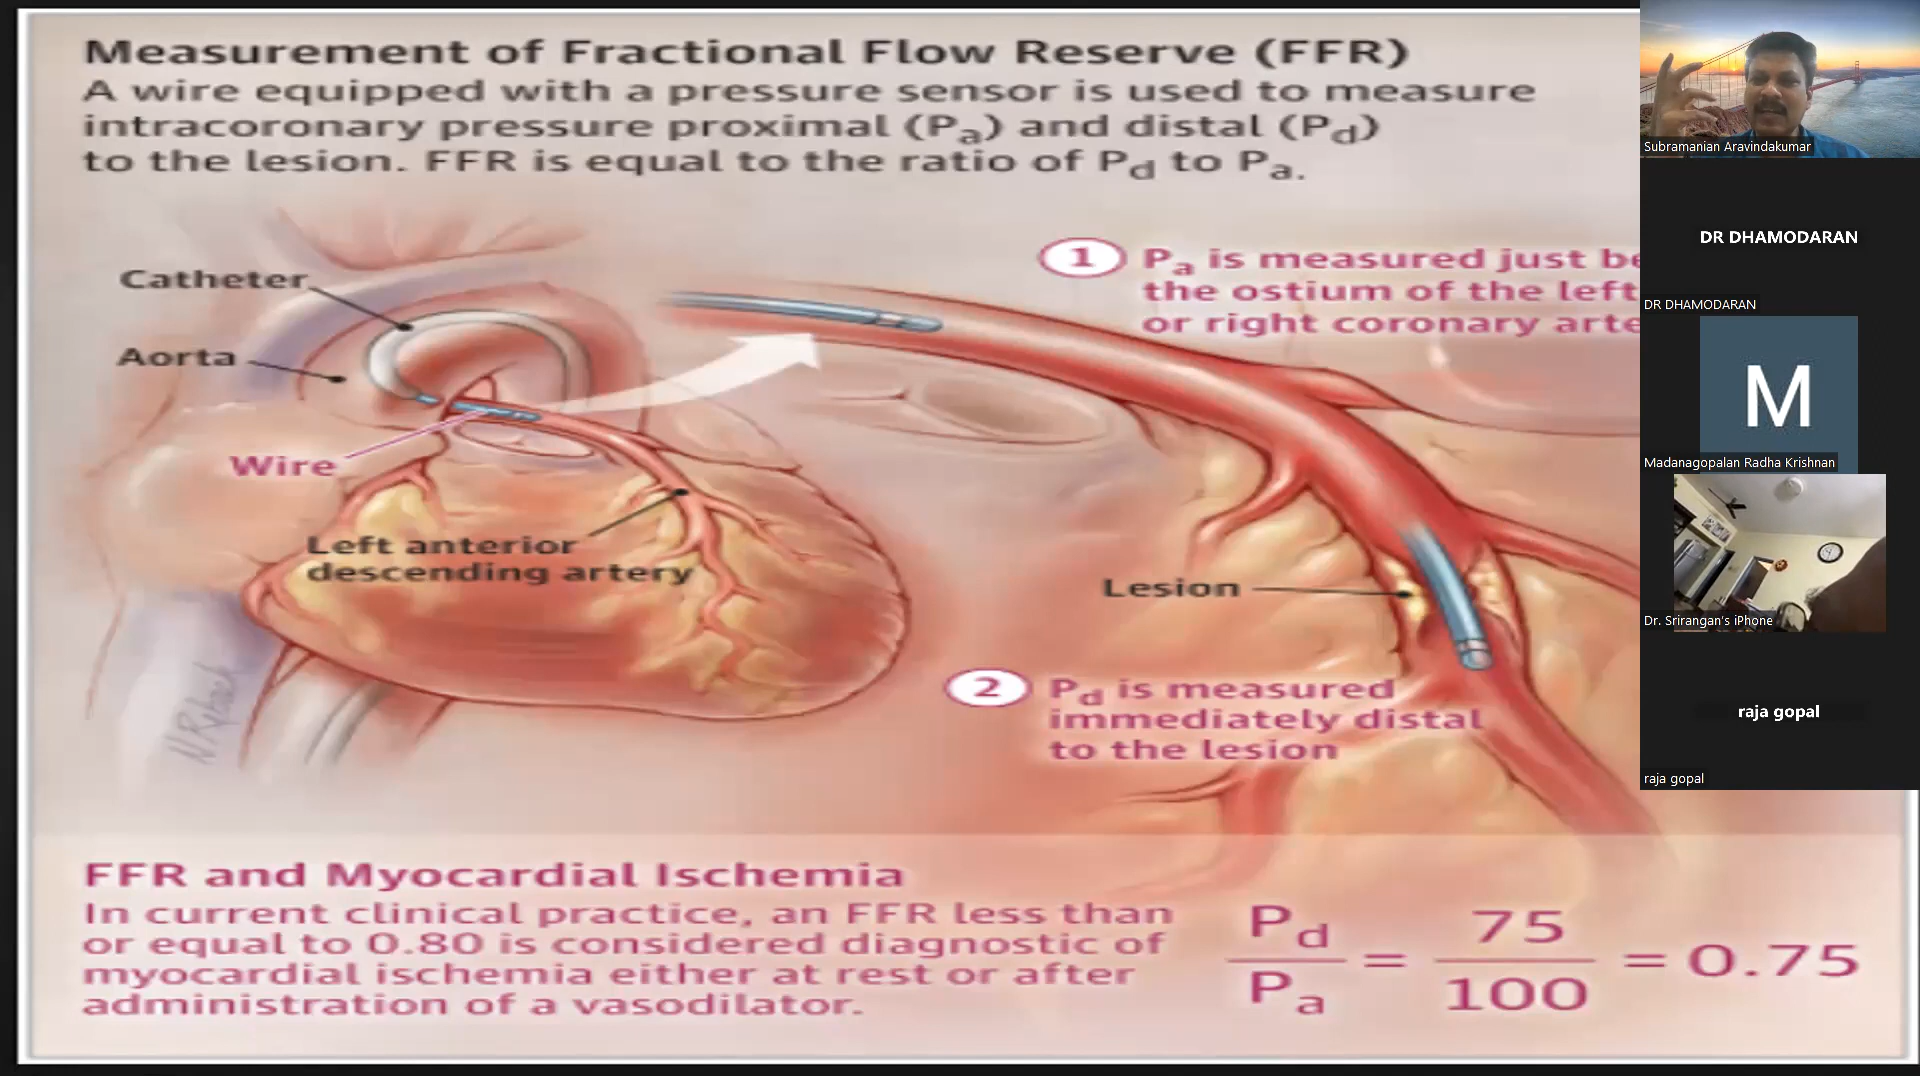 Measurement of Fractional Flow Reserve (FFR)
A wire equipped with a pressure sensor is used to measure
intracoronary pressure proximal (Pa) and distal (Pd)
to the lesion. FFR is equal to the ratio of Pd to Pa.
Catheter
Aorta
Wire
Left anterior
descending artery
1
Pa is measured just be
the ostium of the left
or right coronary arte
Lesion
2
Pd is measured
immediately distal
to the lesion
FFR and Myocardial Ischemia
In current clinical practice, an FFR less than
or equal to 0.80 is considered diagnostic of
myocardial ischemia either at rest or after
administration of a vasodilator.
Pd / Pa = 75 / 100 = 0.75
Subramanian Aravindakumar
DR DHAMODARAN
DR DHAMODARAN
M
Madanagopalan Radha Krishnan
Dr. Srirangan's iPhone
raja gopal
raja gopal